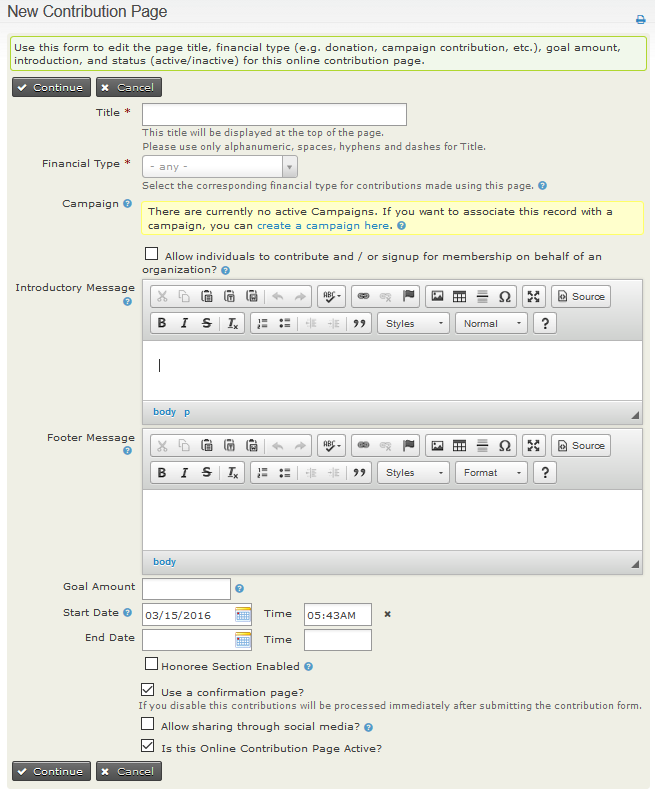 New Contribution Page
Use this form to edit the page title, financial type (e.g. donation, campaign contribution, etc.), goal amount,
introduction, and status (active/inactive) for this online contribution page.
Continue Cancel
Title *
This title will be displayed at the top of the page.
Please use only alphanumeric, spaces, hyphens and dashes for Title.
Financial Type * - any -
Select the corresponding financial type for contributions made using this page.
Campaign
There are currently no active Campaigns. If you want to associate this record with a
campaign, you can create a campaign here.
Allow individuals to contribute and / or signup for membership on behalf of an
organization?
Introductory Message
ABC Ω Source
B I S Tx Styles Normal ?
body p
Footer Message
ABC Ω Source
B I S Tx Styles Format ?
body
Goal Amount
Start Date 03/15/2016 Time 05:43AM
End Date Time
Honoree Section Enabled
Use a confirmation page?
If you disable this contributions will be processed immediately after submitting the contribution form.
Allow sharing through social media?
Is this Online Contribution Page Active?
Continue Cancel